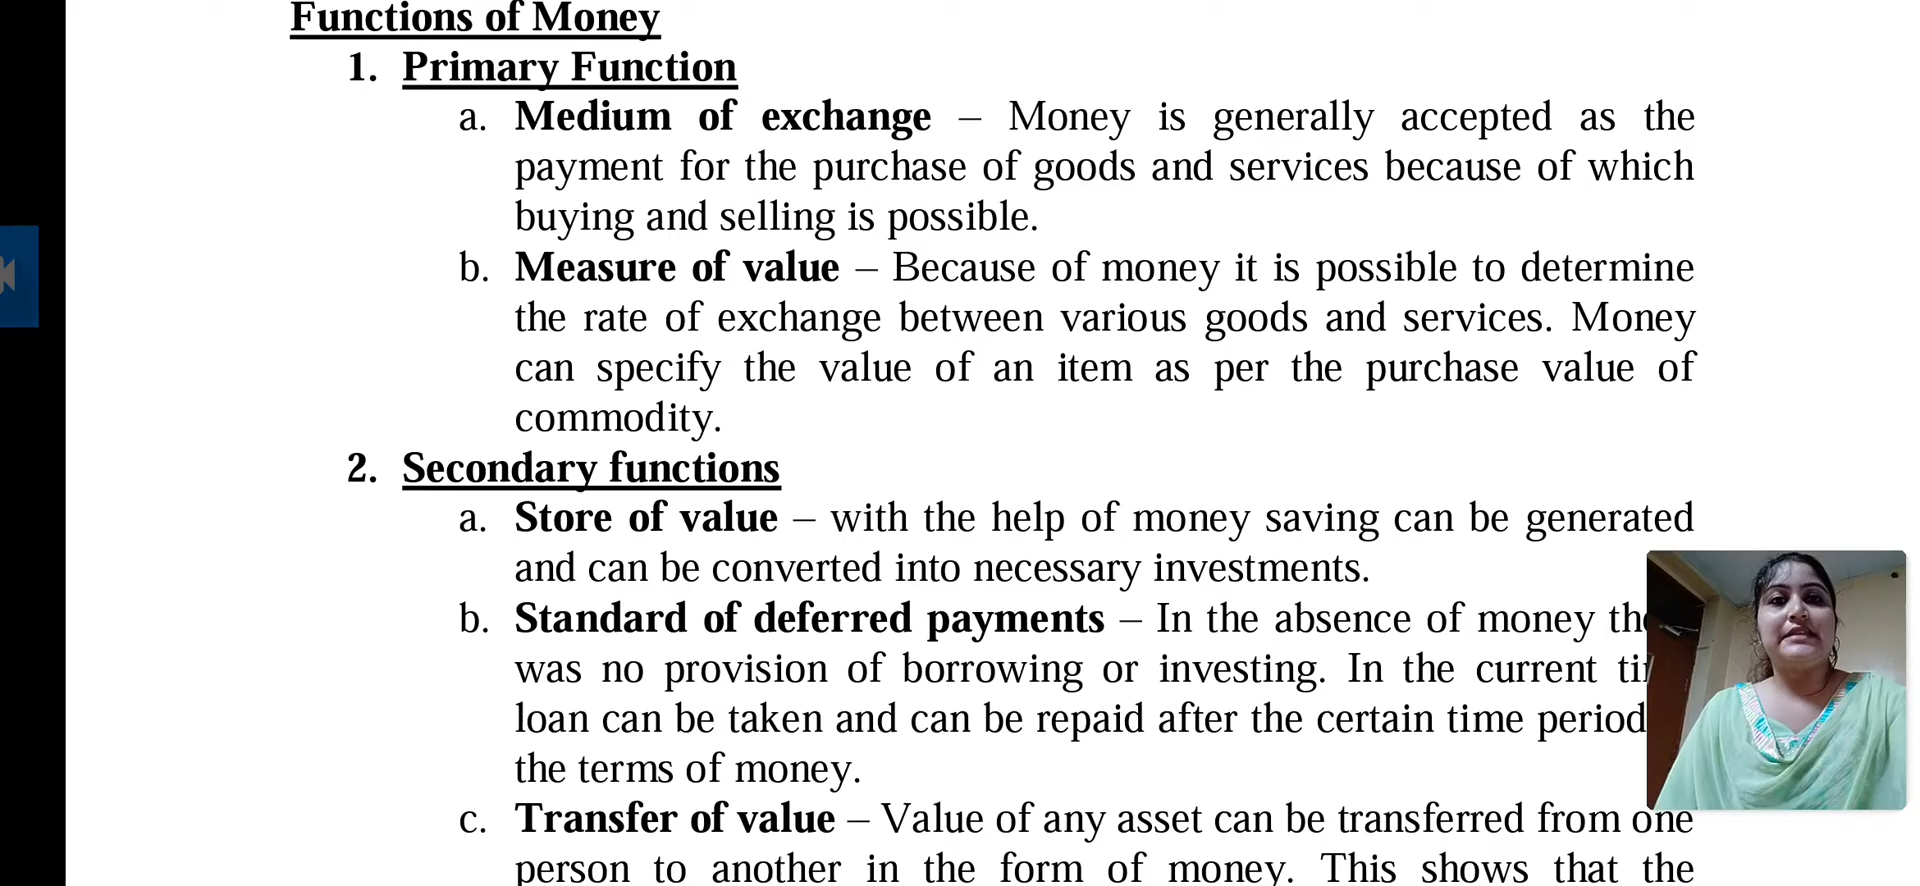 Functions of Money
1. Primary Function
a. Medium of exchange – Money is generally accepted as the
payment for the purchase of goods and services because of which
buying and selling is possible.
b. Measure of value – Because of money it is possible to determine
the rate of exchange between various goods and services. Money
can specify the value of an item as per the purchase value of
commodity.
2. Secondary functions
a. Store of value – with the help of money saving can be generated
and can be converted into necessary investments.
b. Standard of deferred payments – In the absence of money
was no provision of borrowing or investing. In the current
loan can be taken and can be repaid after the certain time period
the terms of money.
c. Transfer of value – Value of any asset can be transferred from one
person to another in the form of money. This shows that the